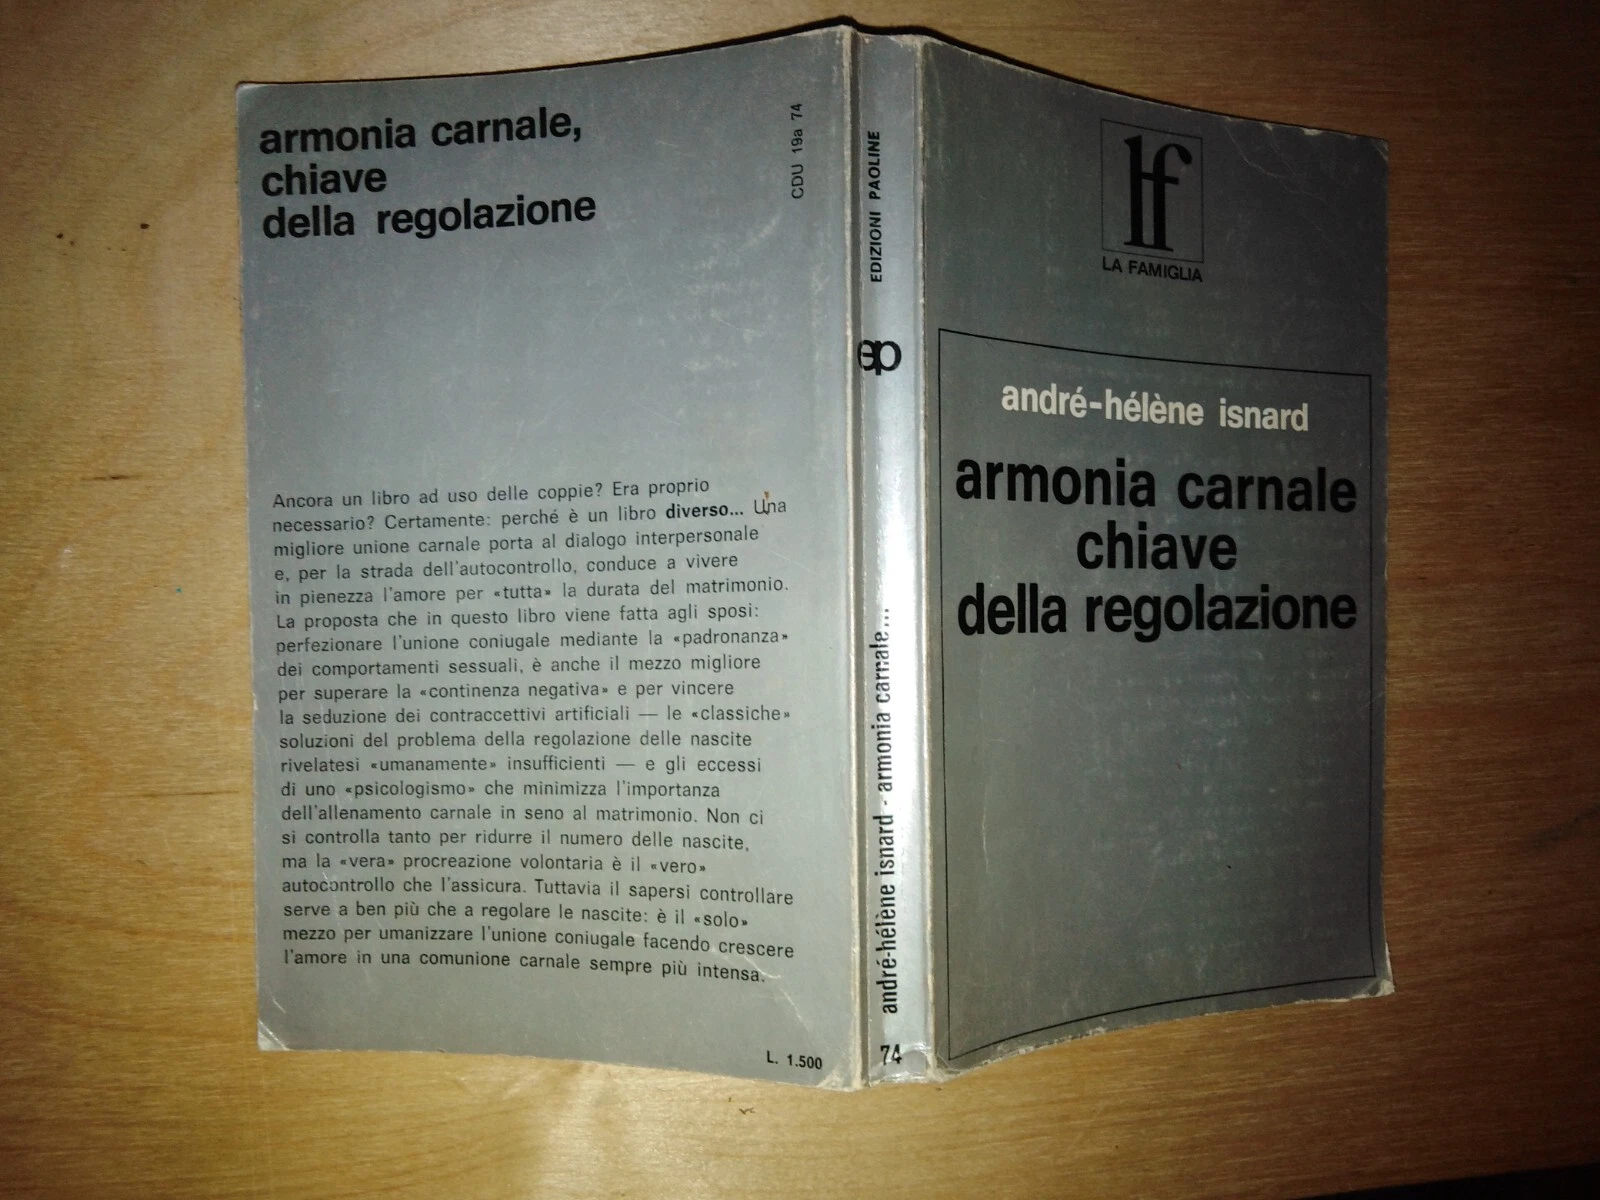 armonia carnale,
chiave
della regolazione
CDU 19a 74
Ancora un libro ad uso delle coppie? Era proprio
necessario? Certamente: perché è un libro diverso... Una
migliore unione carnale porta al dialogo interpersonale
e, per la strada dell'autocontrollo, conduce a vivere
in pienezza l'amore per «tutta» la durata del matrimonio.
La proposta che in questo libro viene fatta agli sposi:
perfezionare l'unione coniugale mediante la «padronanza»
dei comportamenti sessuali, è anche il mezzo migliore
per superare la «continenza negativa» e per vincere
la seduzione dei contraccettivi artificiali — le «classiche»
soluzioni del problema della regolazione delle nascite
rivelatesi «umanamente» insufficienti — e gli eccessi
di uno «psicologismo» che minimizza l'importanza
dell'allenamento carnale in seno al matrimonio. Non ci
si controlla tanto per ridurre il numero delle nascite,
ma la «vera» procreazione volontaria è il «vero»
autocontrollo che l'assicura. Tuttavia il sapersi controllare
serve a ben più che a regolare le nascite: è il «solo»
mezzo per umanizzare l'unione coniugale facendo crescere
l'amore in una comunione carnale sempre più intensa.
L. 1.500
EDIZIONI PAOLINE
ep
andré-hélène isnard - armonia carnale...
74
lf
LA FAMIGLIA
andré-hélène isnard
armonia carnale
chiave
della regolazione